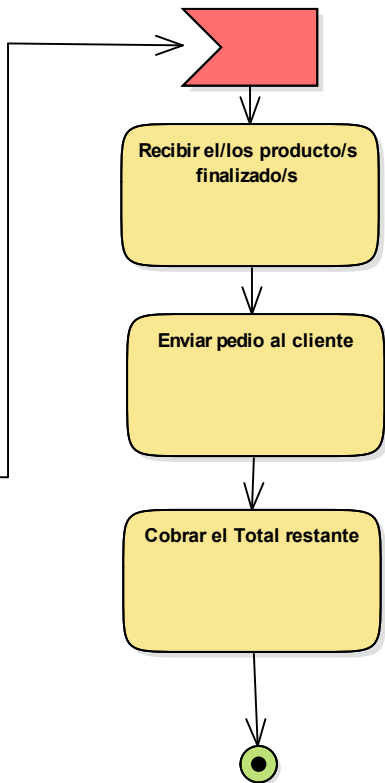 Recibir el/los producto/s
finalizado/s
Enviar pedio al cliente
Cobrar el Total restante